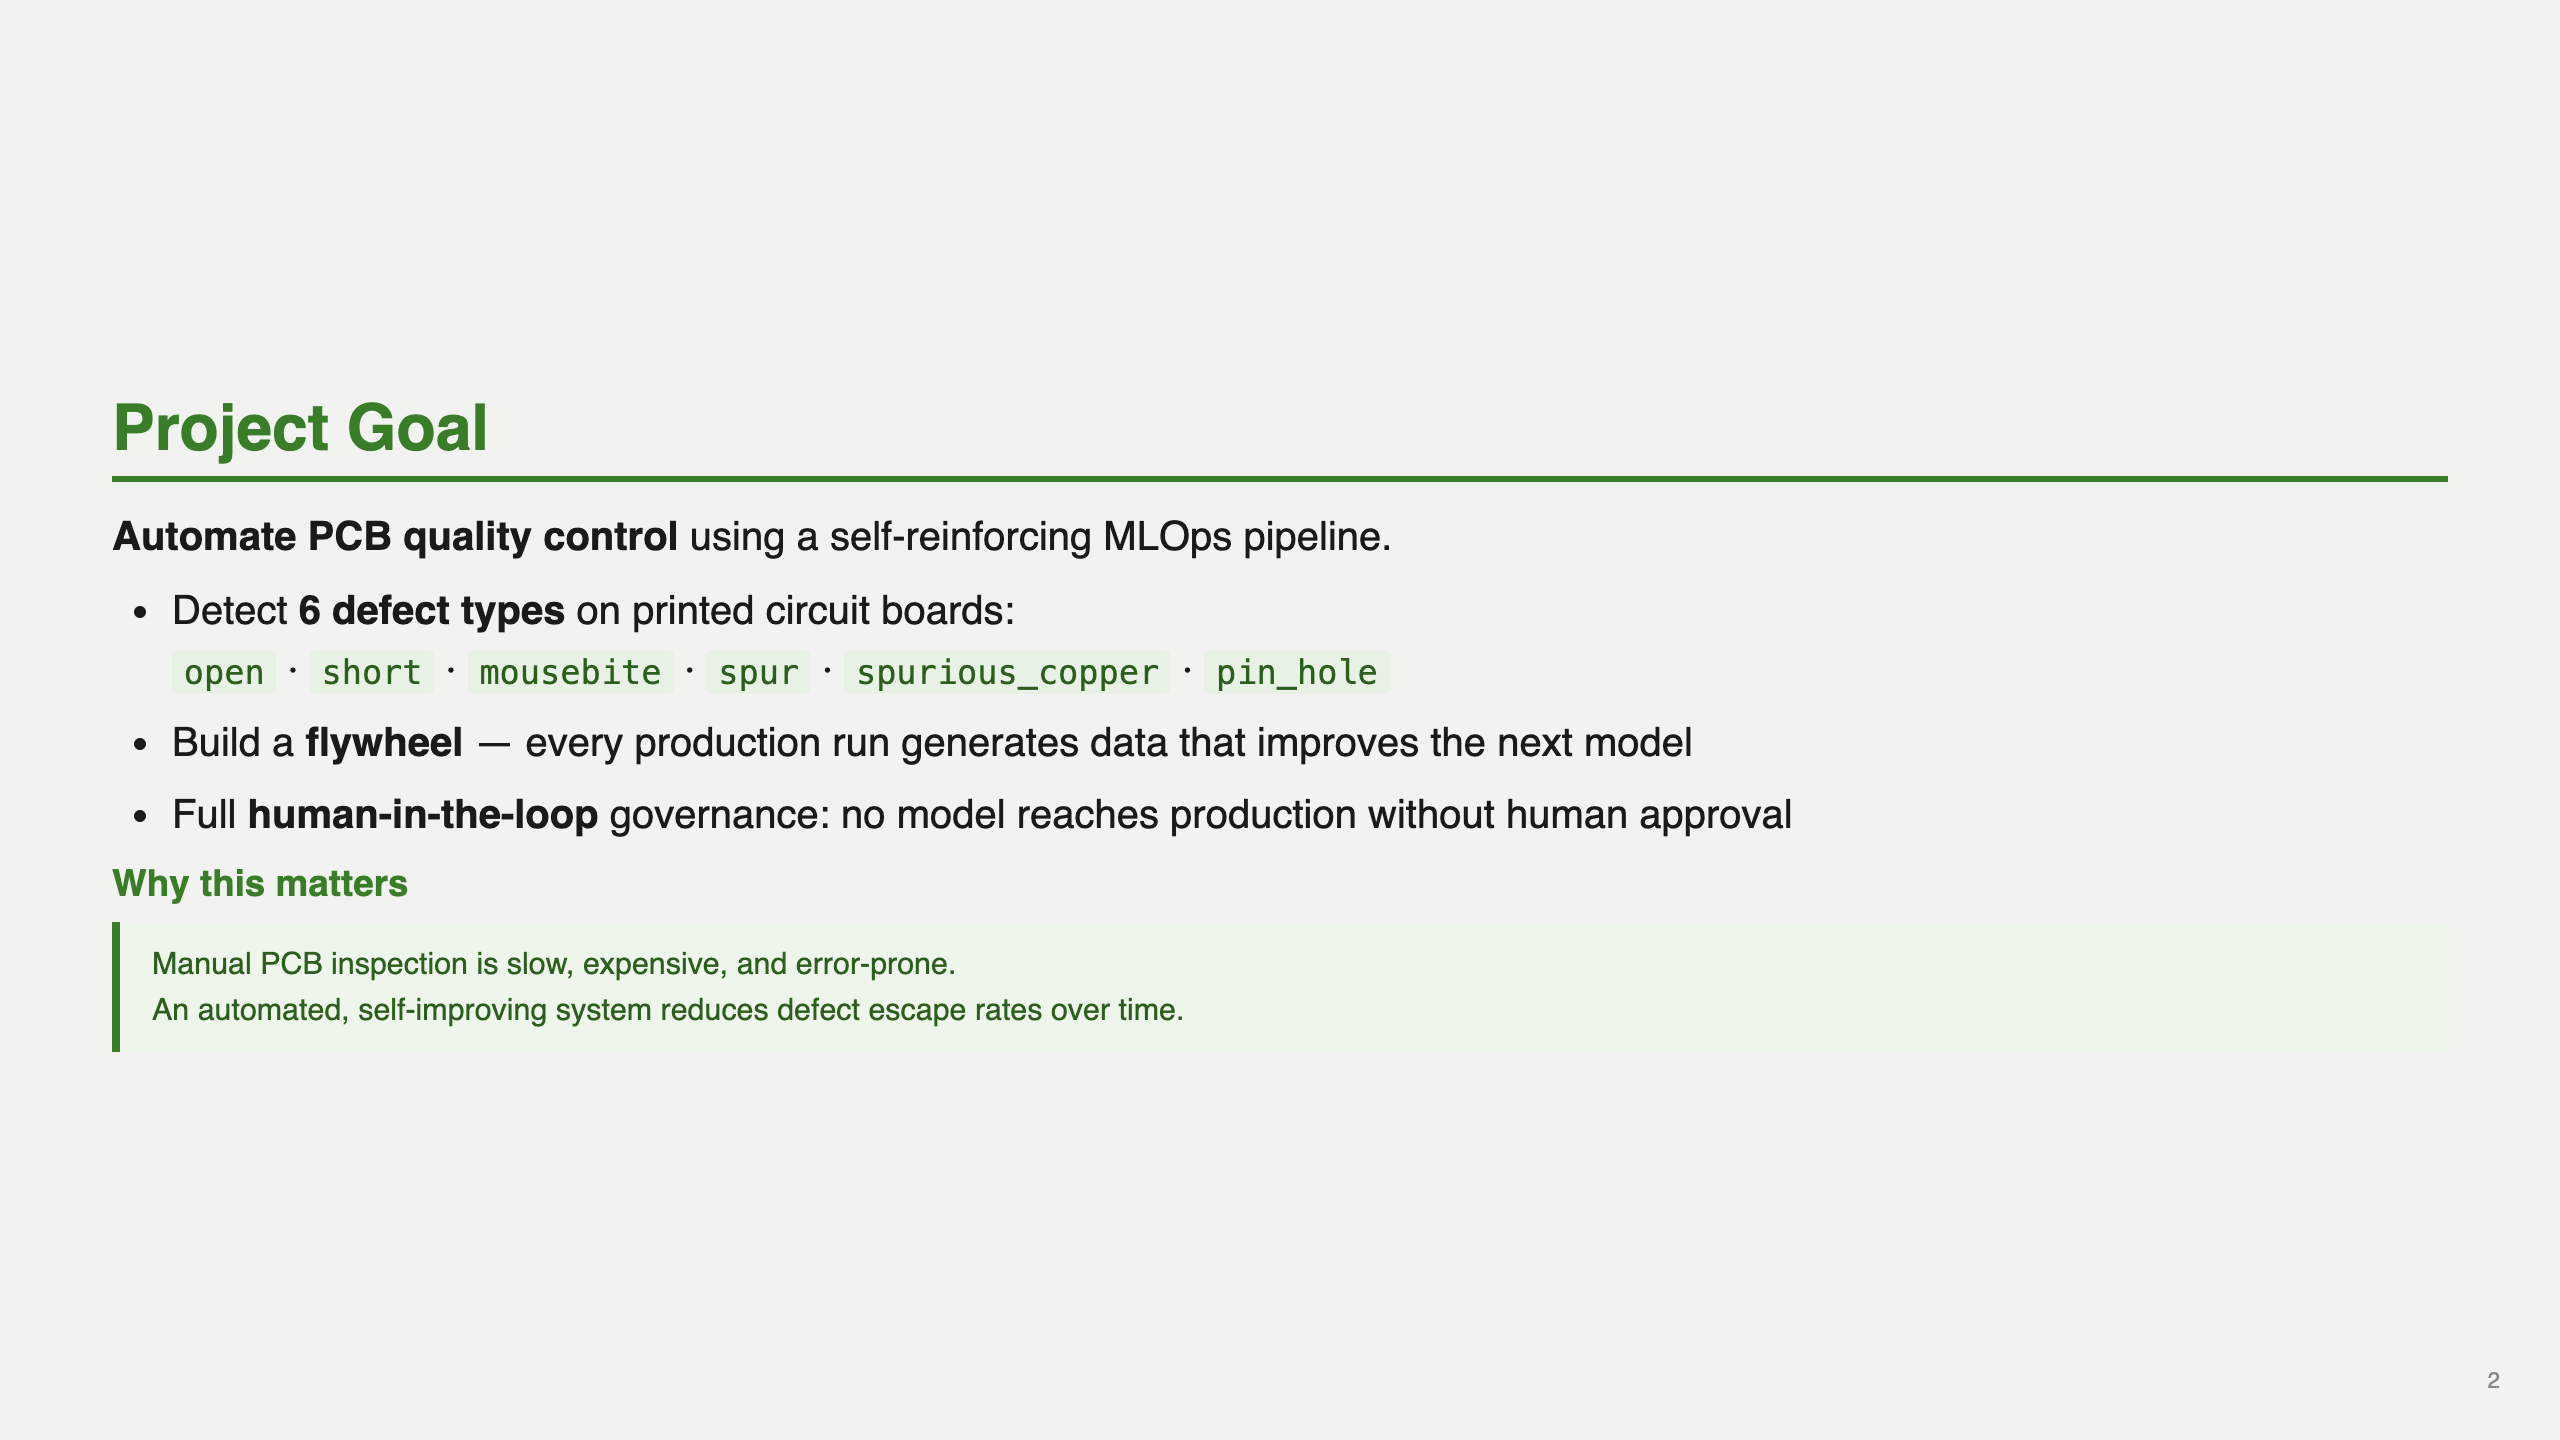 Project Goal
Automate PCB quality control using a self-reinforcing MLOps pipeline.
• Detect 6 defect types on printed circuit boards:
open · short · mousebite · spur · spurious_copper · pin_hole
• Build a flywheel — every production run generates data that improves the next model
• Full human-in-the-loop governance: no model reaches production without human approval
Why this matters
Manual PCB inspection is slow, expensive, and error-prone.
An automated, self-improving system reduces defect escape rates over time.
2